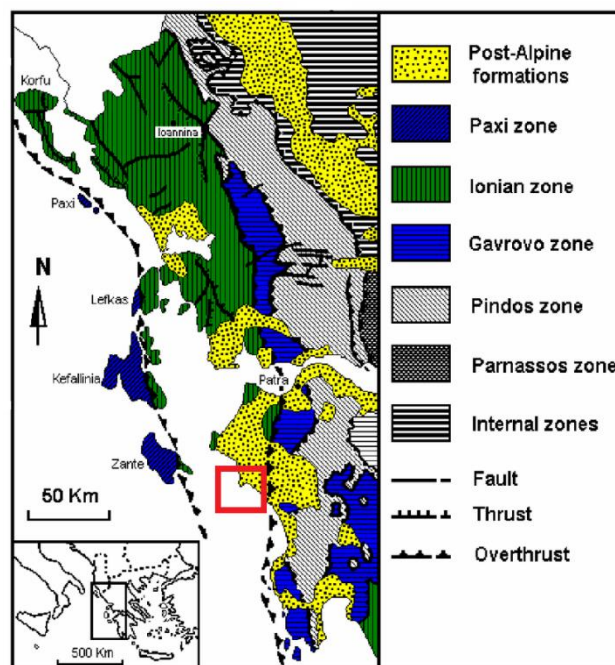 Korfu
Ioannina
Paxi
N
Lefkas
Kefallinia
Patra
Zante
50 Km
500 Km
Post-Alpine
formations
Paxi zone
Ionian zone
Gavrovo zone
Pindos zone
Parnassos zone
Internal zones
Fault
Thrust
Overthrust